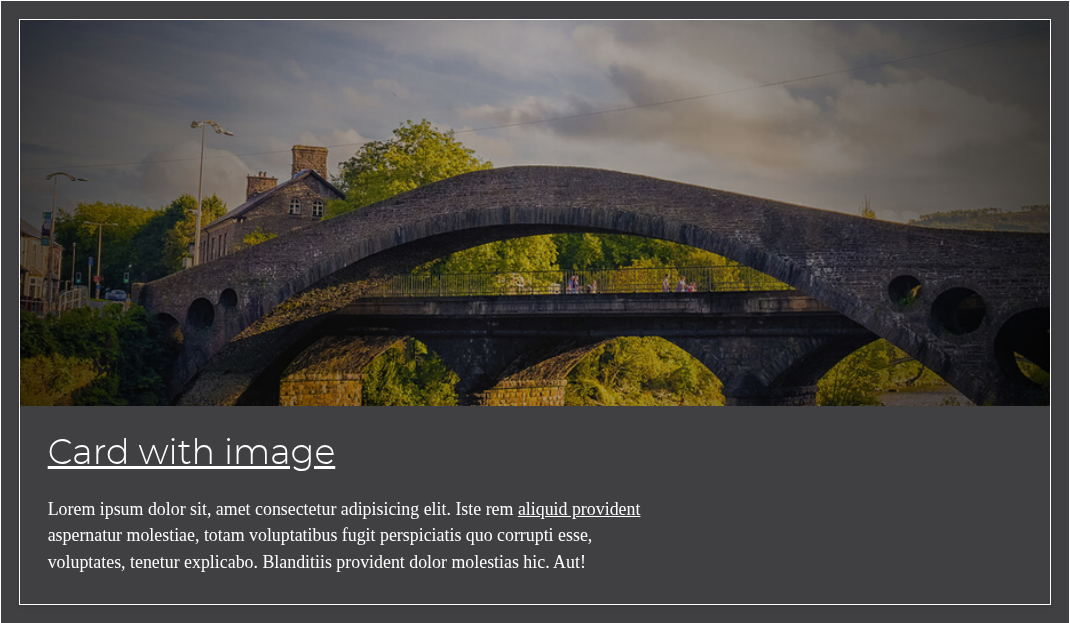 Card with image
Lorem ipsum dolor sit, amet consectetur adipisicing elit. Iste rem aliquid provident
aspernatur molestiae, totam voluptatibus fugit perspiciatis quo corrupti esse,
voluptates, tenetur explicabo. Blanditiis provident dolor molestias hic. Aut!